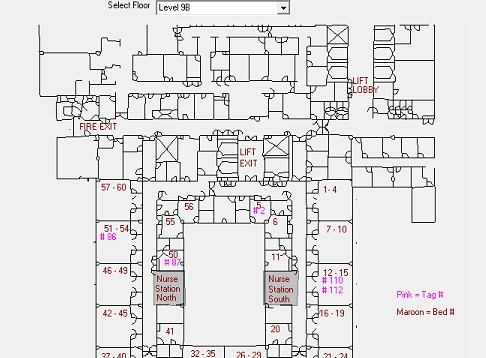 Select Floor Level 9B
LIFT
LOBBY
FIRE EXIT
LIFT
EXIT
57 - 60
56
5
# 2
1 - 4
55
6
51 - 54
# 86
7 - 10
50
# 87
11
46 - 49
12 - 15
# 110
# 112
Nurse
Station
North
Nurse
Station
South
Pink = Tag #
Maroon = Bed #
42 - 45
16 - 19
41
20
37 - 40
32 - 35
26 - 29
21 - 24